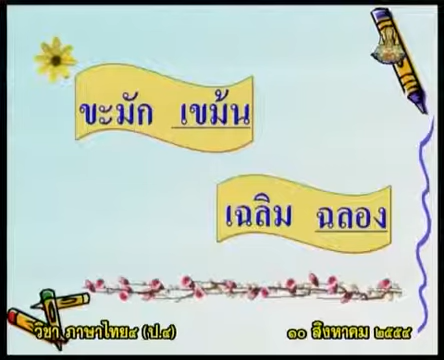 ขะมัก เขม้น
เฉลิม ฉลอง
วิชา ภาษาไทย๔ (ป.๔)
๑๐ สิงหาคม ๒๕๕๔